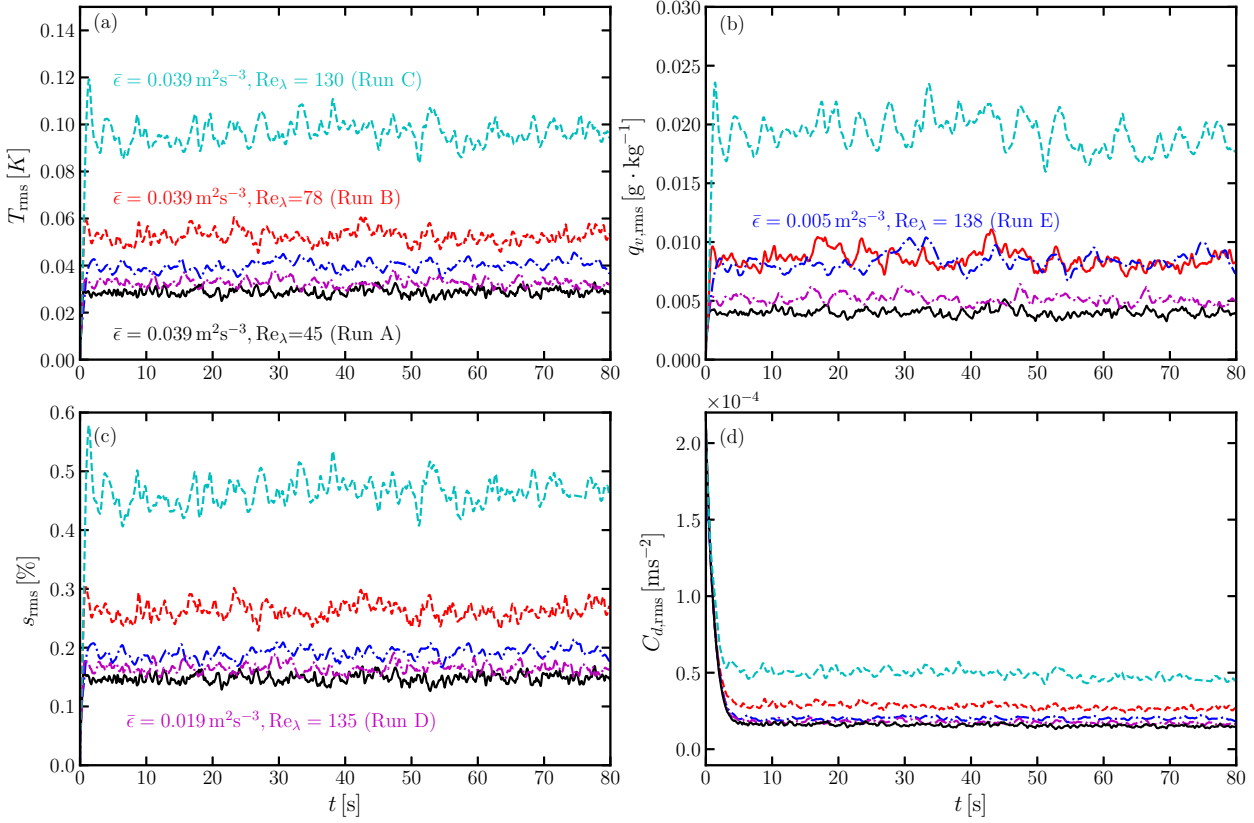 (a)
0.14
0.12
0.10
0.08
0.06
0.04
0.02
0.00
T_rms [K]
ε̄ = 0.039 m²s⁻³, Re_λ = 130 (Run C)
ε̄ = 0.039 m²s⁻³, Re_λ=78 (Run B)
ε̄ = 0.039 m²s⁻³, Re_λ=45 (Run A)
0 10 20 30 40 50 60 70 80
(b)
0.030
0.025
0.020
0.015
0.010
0.005
0.000
q_v,rms [g · kg⁻¹]
ε̄ = 0.005 m²s⁻³, Re_λ = 138 (Run E)
0 10 20 30 40 50 60 70 80
(c)
0.6
0.5
0.4
0.3
0.2
0.1
0.0
s_rms [%]
ε̄ = 0.019 m²s⁻³, Re_λ = 135 (Run D)
0 10 20 30 40 50 60 70 80
t [s]
×10⁻⁴
(d)
2.0
1.5
1.0
0.5
0.0
C_d,rms [ms⁻²]
0 10 20 30 40 50 60 70 80
t [s]